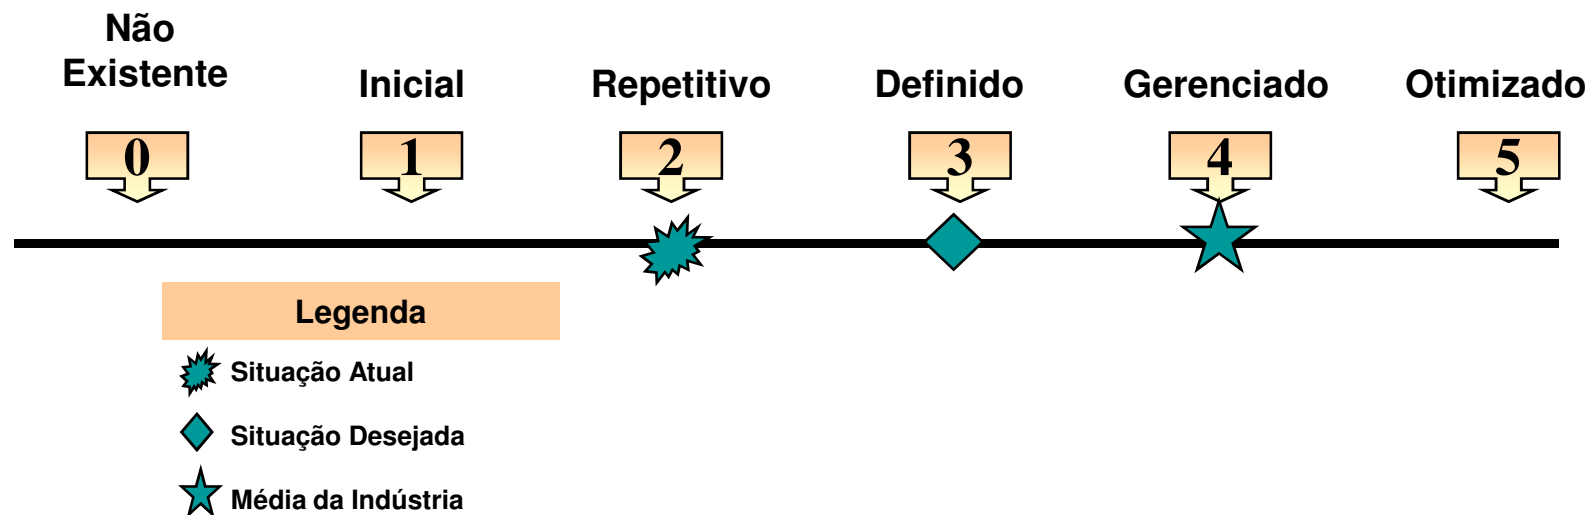 Não
Existente
Inicial
Repetitivo
Definido
Gerenciado
Otimizado
0
1
2
3
4
5
Legenda
Situação Atual
Situação Desejada
Média da Indústria